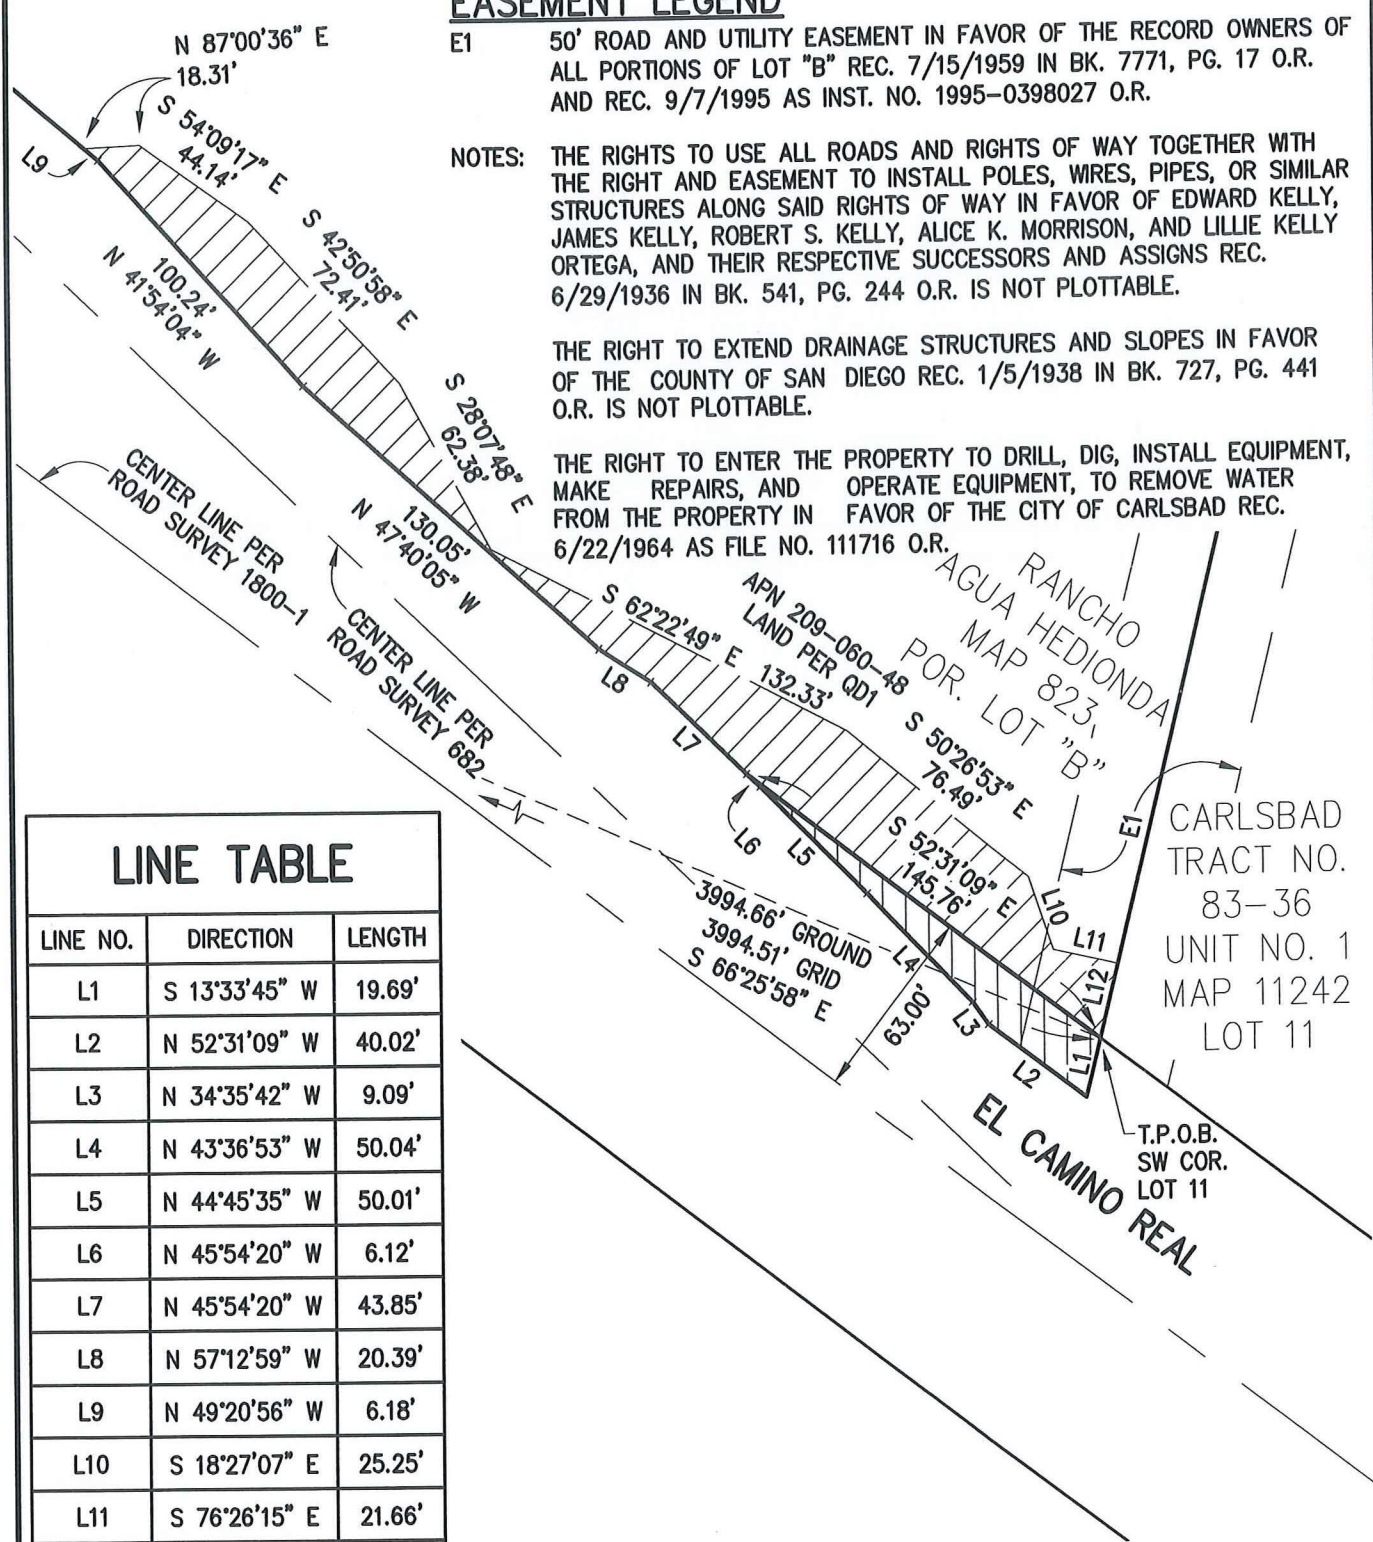 EASEMENT LEGEND
E1 50' ROAD AND UTILITY EASEMENT IN FAVOR OF THE RECORD OWNERS OF
ALL PORTIONS OF LOT "B" REC. 7/15/1959 IN BK. 7771, PG. 17 O.R.
AND REC. 9/7/1995 AS INST. NO. 1995-0398027 O.R.
NOTES: THE RIGHTS TO USE ALL ROADS AND RIGHTS OF WAY TOGETHER WITH
THE RIGHT AND EASEMENT TO INSTALL POLES, WIRES, PIPES, OR SIMILAR
STRUCTURES ALONG SAID RIGHTS OF WAY IN FAVOR OF EDWARD KELLY,
JAMES KELLY, ROBERT S. KELLY, ALICE K. MORRISON, AND LILLIE KELLY
ORTEGA, AND THEIR RESPECTIVE SUCCESSORS AND ASSIGNS REC.
6/29/1936 IN BK. 541, PG. 244 O.R. IS NOT PLOTTABLE.
THE RIGHT TO EXTEND DRAINAGE STRUCTURES AND SLOPES IN FAVOR
OF THE COUNTY OF SAN DIEGO REC. 1/5/1938 IN BK. 727, PG. 441
O.R. IS NOT PLOTTABLE.
THE RIGHT TO ENTER THE PROPERTY TO DRILL, DIG, INSTALL EQUIPMENT,
MAKE REPAIRS, AND OPERATE EQUIPMENT, TO REMOVE WATER
FROM THE PROPERTY IN FAVOR OF THE CITY OF CARLSBAD REC.
6/22/1964 AS FILE NO. 111716 O.R.
N 87°00'36" E
18.31'
S 54°09'17" E
44.14'
L9
S 42°50'58" E
72.41'
100.24'
N 41°54'04" W
S 28°07'48" E
62.38'
130.05'
N 47°40'05" W
CENTER LINE PER
ROAD SURVEY 1800-1
CENTER LINE PER
ROAD SURVEY 682
S 62°22'49" E 132.33'
APN 209-060-48
LAND PER QD1
RANCHO
AGUA HEDIONDA
MAP 823,
POR. LOT "B"
L8
L7
S 50°26'53" E
76.49'
L6
L5
S 52°31'09" E
145.76'
E1
L10
L11
L12
L4
3994.66' GROUND
3994.51' GRID
S 66°25'58" E
63.00'
L3
L2
L1
CARLSBAD
TRACT NO.
83-36
UNIT NO. 1
MAP 11242
LOT 11
T.P.O.B.
SW COR.
LOT 11
EL CAMINO REAL
LINE TABLE
LINE NO. DIRECTION LENGTH
L1 S 13°33'45" W 19.69'
L2 N 52°31'09" W 40.02'
L3 N 34°35'42" W 9.09'
L4 N 43°36'53" W 50.04'
L5 N 44°45'35" W 50.01'
L6 N 45°54'20" W 6.12'
L7 N 45°54'20" W 43.85'
L8 N 57°12'59" W 20.39'
L9 N 49°20'56" W 6.18'
L10 S 18°27'07" E 25.25'
L11 S 76°26'15" E 21.66'